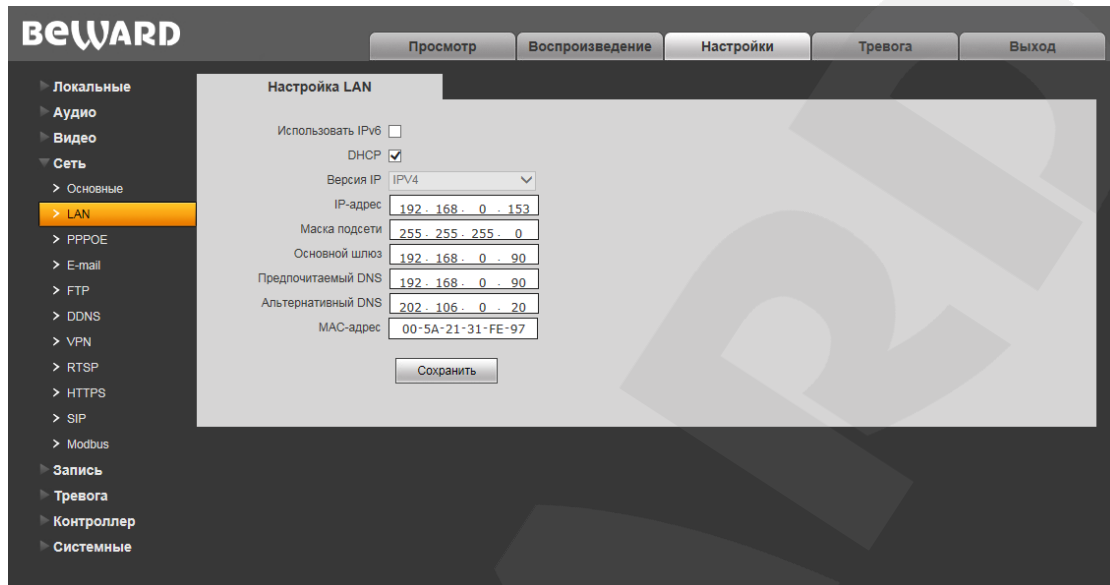 BEWARD
Просмотр
Воспроизведение
Настройки
Тревога
Выход
Локальные
Аудио
Видео
Сеть
> Основные
> LAN
> PPPOE
> E-mail
> FTP
> DDNS
> VPN
> RTSP
> HTTPS
> SIP
> Modbus
Запись
Тревога
Контроллер
Системные
Настройка LAN
Использовать IPv6
DHCP
Версия IP IPV4
IP-адрес 192 . 168 . 0 . 153
Маска подсети 255 . 255 . 255 . 0
Основной шлюз 192 . 168 . 0 . 90
Предпочитаемый DNS 192 . 168 . 0 . 90
Альтернативный DNS 202 . 106 . 0 . 20
MAC-адрес 00-5A-21-31-FE-97
Сохранить